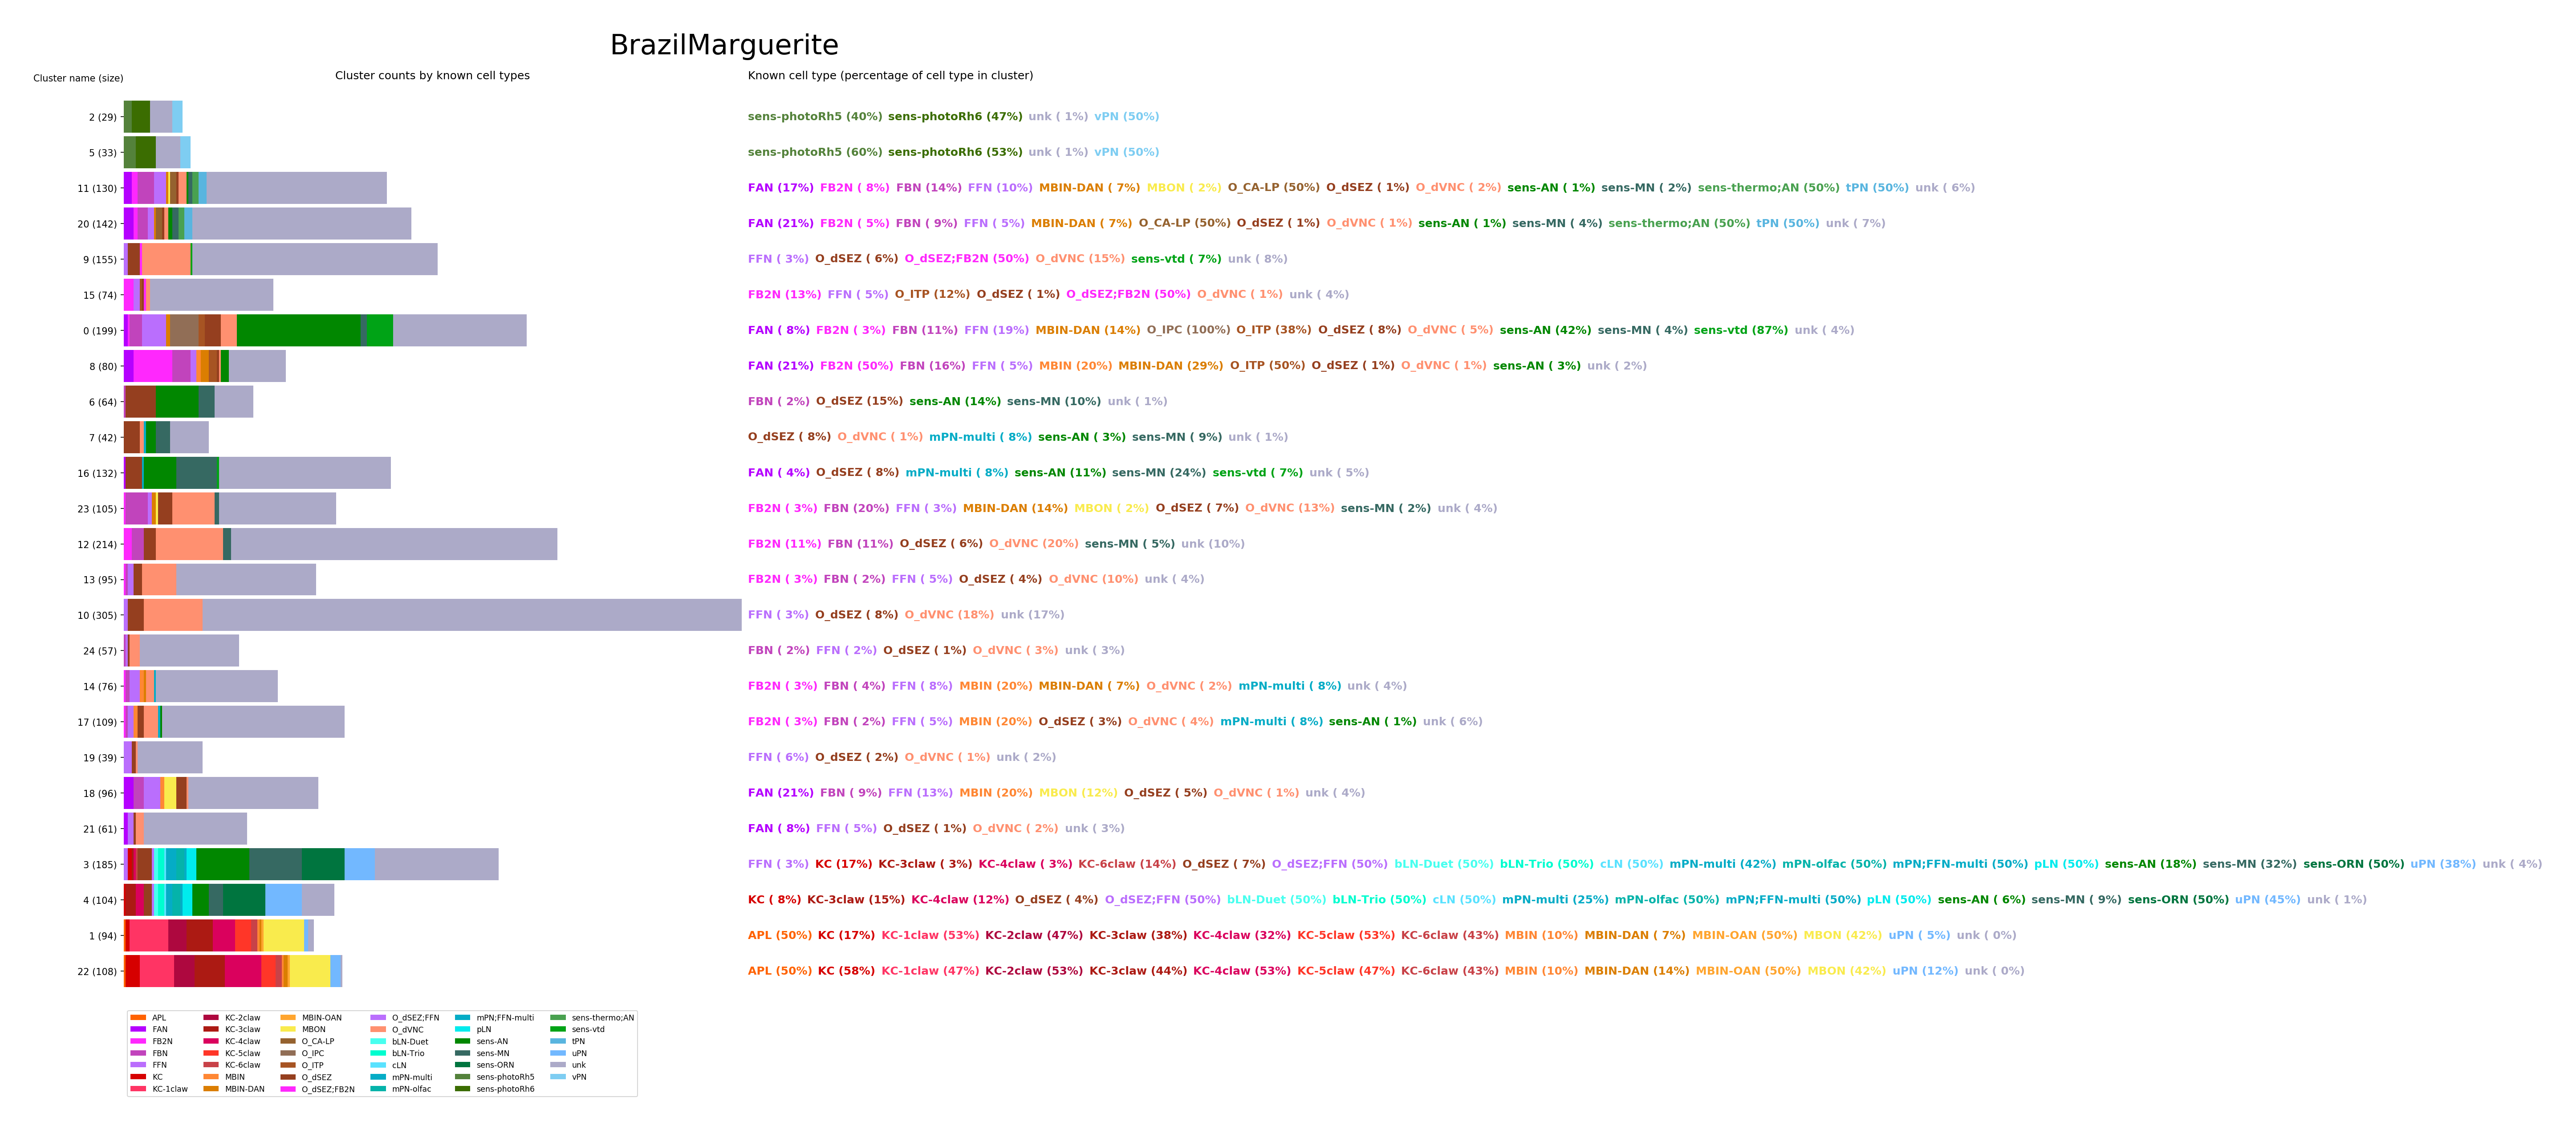 BrazilMarguerite
Cluster name (size)
Cluster counts by known cell types
Known cell type (percentage of cell type in cluster)
2 (29) sens-photoRh5 (40%) sens-photoRh6 (47%) unk ( 1%) vPN (50%)
5 (33) sens-photoRh5 (60%) sens-photoRh6 (53%) unk ( 1%) vPN (50%)
11 (130) FAN (17%) FB2N ( 8%) FBN (14%) FFN (10%) MBIN-DAN ( 7%) MBON ( 2%) O_CA-LP (50%) O_dSEZ ( 1%) O_dVNC ( 2%) sens-AN ( 1%) sens-MN ( 2%) sens-thermo;AN (50%) tPN (50%) unk ( 6%)
20 (142) FAN (21%) FB2N ( 5%) FBN ( 9%) FFN ( 5%) MBIN-DAN ( 7%) O_CA-LP (50%) O_dSEZ ( 1%) O_dVNC ( 1%) sens-AN ( 1%) sens-MN ( 4%) sens-thermo;AN (50%) tPN (50%) unk ( 7%)
9 (155) FFN ( 3%) O_dSEZ ( 6%) O_dSEZ;FB2N (50%) O_dVNC (15%) sens-vtd ( 7%) unk ( 8%)
15 (74) FB2N (13%) FFN ( 5%) O_ITP (12%) O_dSEZ ( 1%) O_dSEZ;FB2N (50%) O_dVNC ( 1%) unk ( 4%)
0 (199) FAN ( 8%) FB2N ( 3%) FBN (11%) FFN (19%) MBIN-DAN (14%) O_IPC (100%) O_ITP (38%) O_dSEZ ( 8%) O_dVNC ( 5%) sens-AN (42%) sens-MN ( 4%) sens-vtd (87%) unk ( 4%)
8 (80) FAN (21%) FB2N (50%) FBN (16%) FFN ( 5%) MBIN (20%) MBIN-DAN (29%) O_ITP (50%) O_dSEZ ( 1%) O_dVNC ( 1%) sens-AN ( 3%) unk ( 2%)
6 (64) FBN ( 2%) O_dSEZ (15%) sens-AN (14%) sens-MN (10%) unk ( 1%)
7 (42) O_dSEZ ( 8%) O_dVNC ( 1%) mPN-multi ( 8%) sens-AN ( 3%) sens-MN ( 9%) unk ( 1%)
16 (132) FAN ( 4%) O_dSEZ ( 8%) mPN-multi ( 8%) sens-AN (11%) sens-MN (24%) sens-vtd ( 7%) unk ( 5%)
23 (105) FB2N ( 3%) FBN (20%) FFN ( 3%) MBIN-DAN (14%) MBON ( 2%) O_dSEZ ( 7%) O_dVNC (13%) sens-MN ( 2%) unk ( 4%)
12 (214) FB2N (11%) FBN (11%) O_dSEZ ( 6%) O_dVNC (20%) sens-MN ( 5%) unk (10%)
13 (95) FB2N ( 3%) FBN ( 2%) FFN ( 5%) O_dSEZ ( 4%) O_dVNC (10%) unk ( 4%)
10 (305) FFN ( 3%) O_dSEZ ( 8%) O_dVNC (18%) unk (17%)
24 (57) FBN ( 2%) FFN ( 2%) O_dSEZ ( 1%) O_dVNC ( 3%) unk ( 3%)
14 (76) FB2N ( 3%) FBN ( 4%) FFN ( 8%) MBIN (20%) MBIN-DAN ( 7%) O_dVNC ( 2%) mPN-multi ( 8%) unk ( 4%)
17 (109) FB2N ( 3%) FBN ( 2%) FFN ( 5%) MBIN (20%) O_dSEZ ( 3%) O_dVNC ( 4%) mPN-multi ( 8%) sens-AN ( 1%) unk ( 6%)
19 (39) FFN ( 6%) O_dSEZ ( 2%) O_dVNC ( 1%) unk ( 2%)
18 (96) FAN (21%) FBN ( 9%) FFN (13%) MBIN (20%) MBON (12%) O_dSEZ ( 5%) O_dVNC ( 1%) unk ( 4%)
21 (61) FAN ( 8%) FFN ( 5%) O_dSEZ ( 1%) O_dVNC ( 2%) unk ( 3%)
3 (185) FFN ( 3%) KC (17%) KC-3claw ( 3%) KC-4claw ( 3%) KC-6claw (14%) O_dSEZ ( 7%) O_dSEZ;FFN (50%) bLN-Duet (50%) bLN-Trio (50%) cLN (50%) mPN-multi (42%) mPN-olfac (50%) mPN;FFN-multi (50%) pLN (50%) sens-AN (18%) sens-MN (32%) sens-ORN (50%) uPN (38%) unk ( 4%)
4 (104) KC ( 8%) KC-3claw (15%) KC-4claw (12%) O_dSEZ ( 4%) O_dSEZ;FFN (50%) bLN-Duet (50%) bLN-Trio (50%) cLN (50%) mPN-multi (25%) mPN-olfac (50%) mPN;FFN-multi (50%) pLN (50%) sens-AN ( 6%) sens-MN ( 9%) sens-ORN (50%) uPN (45%) unk ( 1%)
1 (94) APL (50%) KC (17%) KC-1claw (53%) KC-2claw (47%) KC-3claw (38%) KC-4claw (32%) KC-5claw (53%) KC-6claw (43%) MBIN (10%) MBIN-DAN ( 7%) MBIN-OAN (50%) MBON (42%) uPN ( 5%) unk ( 0%)
22 (108) APL (50%) KC (58%) KC-1claw (47%) KC-2claw (53%) KC-3claw (44%) KC-4claw (53%) KC-5claw (47%) KC-6claw (43%) MBIN (10%) MBIN-DAN (14%) MBIN-OAN (50%) MBON (42%) uPN (12%) unk ( 0%)
APL KC-2claw MBIN-OAN O_dSEZ;FFN mPN;FFN-multi sens-thermo;AN
FAN KC-3claw MBON O_dVNC pLN sens-vtd
FB2N KC-4claw O_CA-LP bLN-Duet sens-AN tPN
FBN KC-5claw O_IPC bLN-Trio sens-MN uPN
FFN KC-6claw O_ITP cLN sens-ORN unk
KC MBIN O_dSEZ mPN-multi sens-photoRh5 vPN
KC-1claw MBIN-DAN O_dSEZ;FB2N mPN-olfac sens-photoRh6